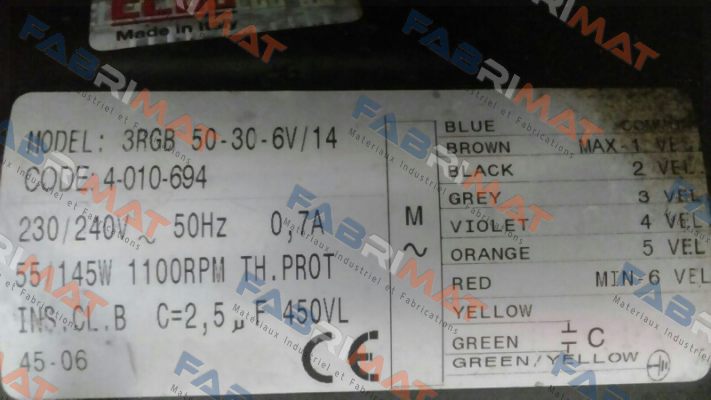 Made in
MODEL: 3RGB 50-30-6V/14
CODE: 4-010-694
230/240V ~ 50Hz 0,7A
55/145W 1100RPM TH.PROT
INS.CL.B C=2,5 µF 450VL
45-06
CE
M
~
BLUE
BROWN MAX-1 VEL
BLACK 2 VEL
GREY 3 VEL
VIOLET 4 VEL
ORANGE 5 VEL
RED MIN-6 VEL
YELLOW
GREEN C
GREEN/YELLOW
FABRIMAT
Materiaux Industriel et Fabrications